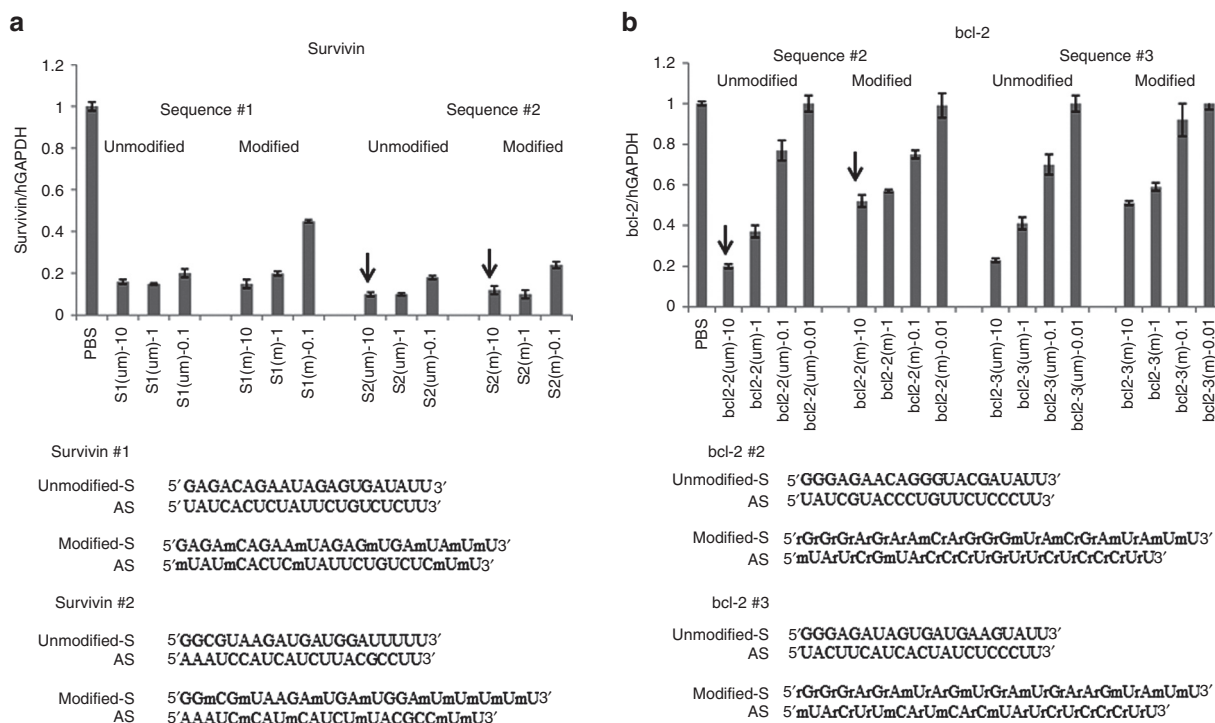 a
Survivin
Survivin/hGAPDH
1.2
1
0.8
0.6
0.4
0.2
0
Sequence #1
Sequence #2
Unmodified
Modified
Unmodified
Modified
PBS
S1(um)-10
S1(um)-1
S1(um)-0.1
S1(m)-10
S1(m)-1
S1(m)-0.1
S2(um)-10
S2(um)-1
S2(um)-0.1
S2(m)-10
S2(m)-1
S2(m)-0.1
Survivin #1
Unmodified-S 5′GAGACAGAAUAGAGUGAUAUU3′
AS 5′UAUCACUCUAUUCUGUCUCUU3′
Modified-S 5′GAGAmCAGAAmUAGAGmUGAmUAmUmU3′
AS 5′mUAUmCACUCmUAUUCUGUCUCmUmU3′
Survivin #2
Unmodified-S 5′GGCGUAAGAUGAUGGAUUUUU3′
AS 5′AAAUCCAUCAUCUUACGCCUU3′
Modified-S 5′GGmCGmUAAGAmUGAmUGGAmUmUmUmUmU3′
AS 5′AAAUCmCAUmCAUCUmUACGCCmUmU3′
b
bcl-2
bcl-2/hGAPDH
1.2
1
0.8
0.6
0.4
0.2
0
Sequence #2
Sequence #3
Unmodified
Modified
Unmodified
Modified
PBS
bcl2-2(um)-10
bcl2-2(um)-1
bcl2-2(um)-0.1
bcl2-2(um)-0.01
bcl2-2(m)-10
bcl2-2(m)-1
bcl2-2(m)-0.1
bcl2-2(m)-0.01
bcl2-3(um)-10
bcl2-3(um)-1
bcl2-3(um)-0.1
bcl2-3(um)-0.01
bcl2-3(m)-10
bcl2-3(m)-1
bcl2-3(m)-0.1
bcl2-3(m)-0.01
bcl-2 #2
Unmodified-S 5′GGGAGAACAGGGUACGAUAUU3′
AS 5′UAUCGUACCCUGUUCUCCCUU3′
Modified-S 5′rGrGrGrArGrArAmCrArGrGrGmUrAmCrGrAmUrAmUmU3′
AS 5′mUArUrCrGmUArCrCrCrUrGrUrUrCrUrCrCrCrUrU3′
bcl-2 #3
Unmodified-S 5′GGGAGAUAGUGAUGAAGUAUU3′
AS 5′UACUUCAUCACUAUCUCCCUU3′
Modified-S 5′rGrGrGrArGrAmUrArGmUrGrAmUrGrArArGmUrAmUmU3′
AS 5′mUArCrUrUmCArUmCArCmUArUrCrUrCrCrCrUrU3′